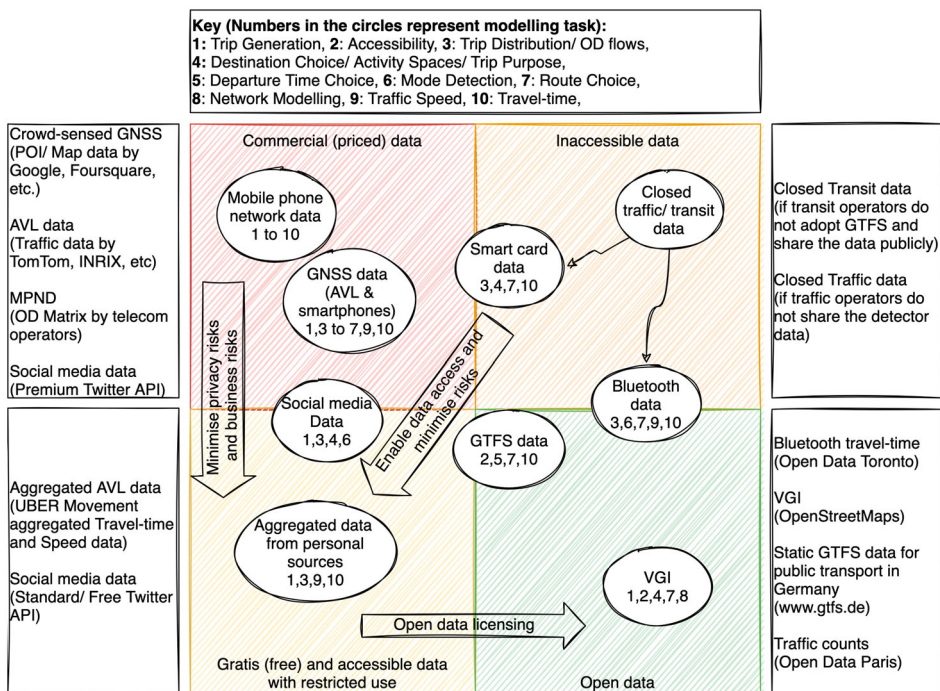 Key (Numbers in the circles represent modelling task):
1: Trip Generation, 2: Accessibility, 3: Trip Distribution/ OD flows,
4: Destination Choice/ Activity Spaces/ Trip Purpose,
5: Departure Time Choice, 6: Mode Detection, 7: Route Choice,
8: Network Modelling, 9: Traffic Speed, 10: Travel-time,
Crowd-sensed GNSS
(POI/ Map data by
Google, Foursquare,
etc.)
AVL data
(Traffic data by
TomTom, INRIX, etc)
MPND
(OD Matrix by telecom
operators)
Social media data
(Premium Twitter API)
Commercial (priced) data
Mobile phone
network data
1 to 10
GNSS data
(AVL &
smartphones)
1,3 to 7,9,10
Social media
Data
1,3,4,6
Minimise privacy risks
and business risks
Inaccessible data
Closed
traffic/ transit
data
Smart card
data
3,4,7,10
Bluetooth
data
3,6,7,9,10
Enable data access and
minimise risks
GTFS data
2,5,7,10
Closed Transit data
(if transit operators do
not adopt GTFS and
share the data publicly)
Closed Traffic data
(if traffic operators do
not share the detector
data)
Aggregated AVL data
(UBER Movement
aggregated Travel-time
and Speed data)
Social media data
(Standard/ Free Twitter
API)
Aggregated data
from personal
sources
1,3,9,10
Open data licensing
Gratis (free) and accessible data
with restricted use
VGI
1,2,4,7,8
Open data
Bluetooth travel-time
(Open Data Toronto)
VGI
(OpenStreetMaps)
Static GTFS data for
public transport in
Germany
(www.gtfs.de)
Traffic counts
(Open Data Paris)